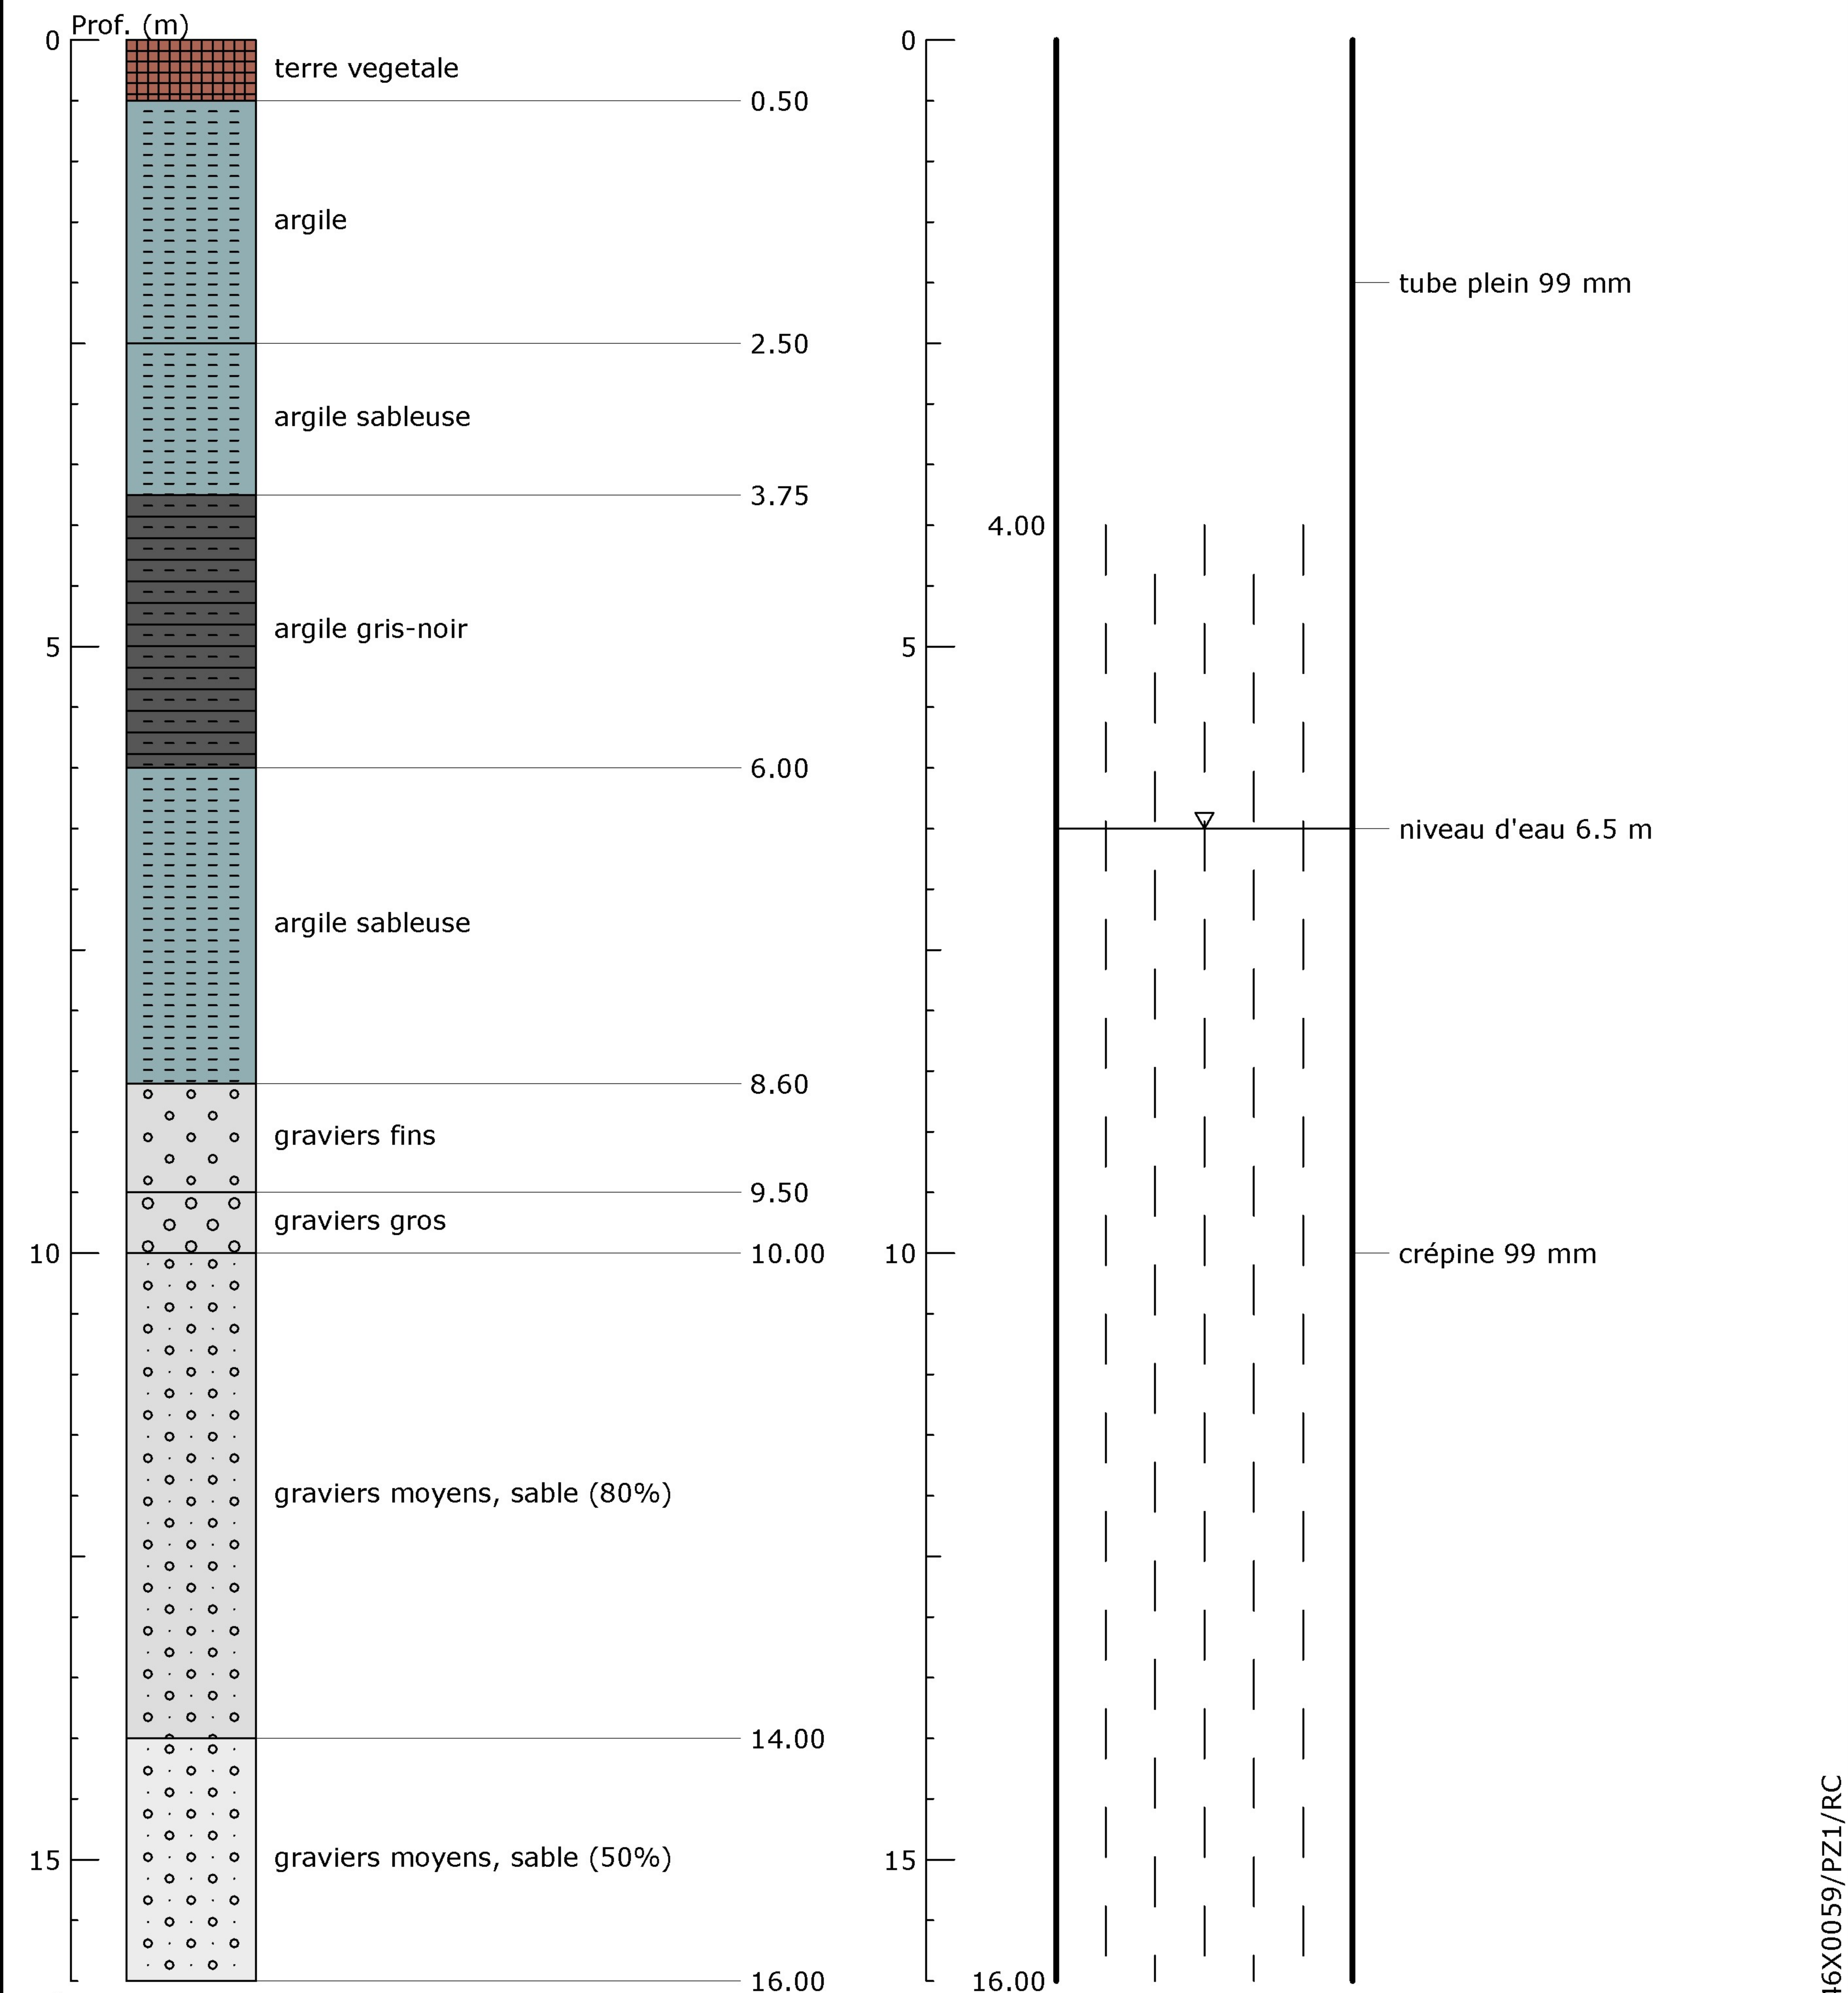 Prof. (m)
0
terre vegetale
0.50
argile
2.50
argile sableuse
3.75
argile gris-noir
5
6.00
argile sableuse
8.60
graviers fins
9.50
graviers gros
10
10.00
graviers moyens, sable (80%)
14.00
15
graviers moyens, sable (50%)
16.00
0
tube plein 99 mm
4.00
5
niveau d'eau 6.5 m
10
crépine 99 mm
15
16.00
46X0059/PZ1/RC